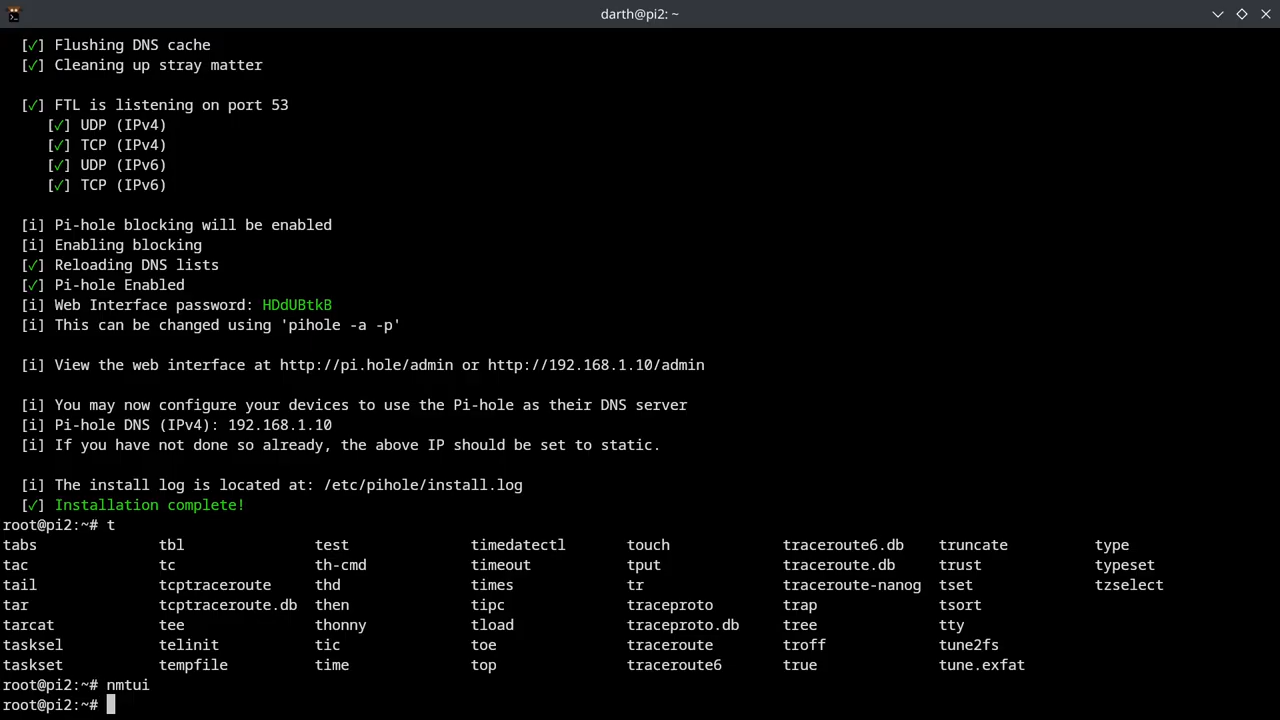 darth@pi2: ~
[✓] Flushing DNS cache
[✓] Cleaning up stray matter
[✓] FTL is listening on port 53
[✓] UDP (IPv4)
[✓] TCP (IPv4)
[✓] UDP (IPv6)
[✓] TCP (IPv6)
[i] Pi-hole blocking will be enabled
[i] Enabling blocking
[✓] Reloading DNS lists
[✓] Pi-hole Enabled
[i] Web Interface password: HDdUBtkB
[i] This can be changed using 'pihole -a -p'
[i] View the web interface at http://pi.hole/admin or http://192.168.1.10/admin
[i] You may now configure your devices to use the Pi-hole as their DNS server
[i] Pi-hole DNS (IPv4): 192.168.1.10
[i] If you have not done so already, the above IP should be set to static.
[i] The install log is located at: /etc/pihole/install.log
[✓] Installation complete!
root@pi2:~# t
tabs tbl test timedatectl touch traceroute6.db truncate type
tac tc th-cmd timeout tput traceroute.db trust typeset
tail tcptraceroute thd times tr traceroute-nanog tset tzselect
tar tcptraceroute.db then tipc traceproto trap tsort
tarcat tee thonny tload traceproto.db tree tty
tasksel telinit tic toe traceroute troff tune2fs
taskset tempfile time top traceroute6 true tune.exfat
root@pi2:~# nmtui
root@pi2:~#